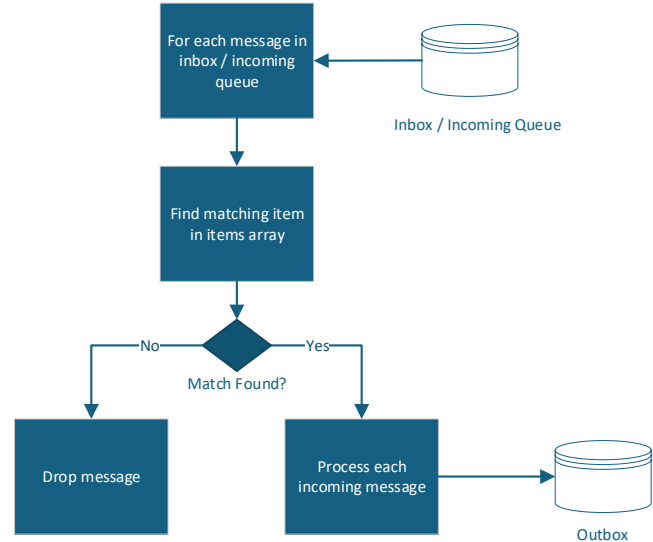 For each message in
inbox / incoming
queue
Inbox / Incoming Queue
Find matching item
in items array
No
Yes
Match Found?
Drop message
Process each
incoming message
Outbox